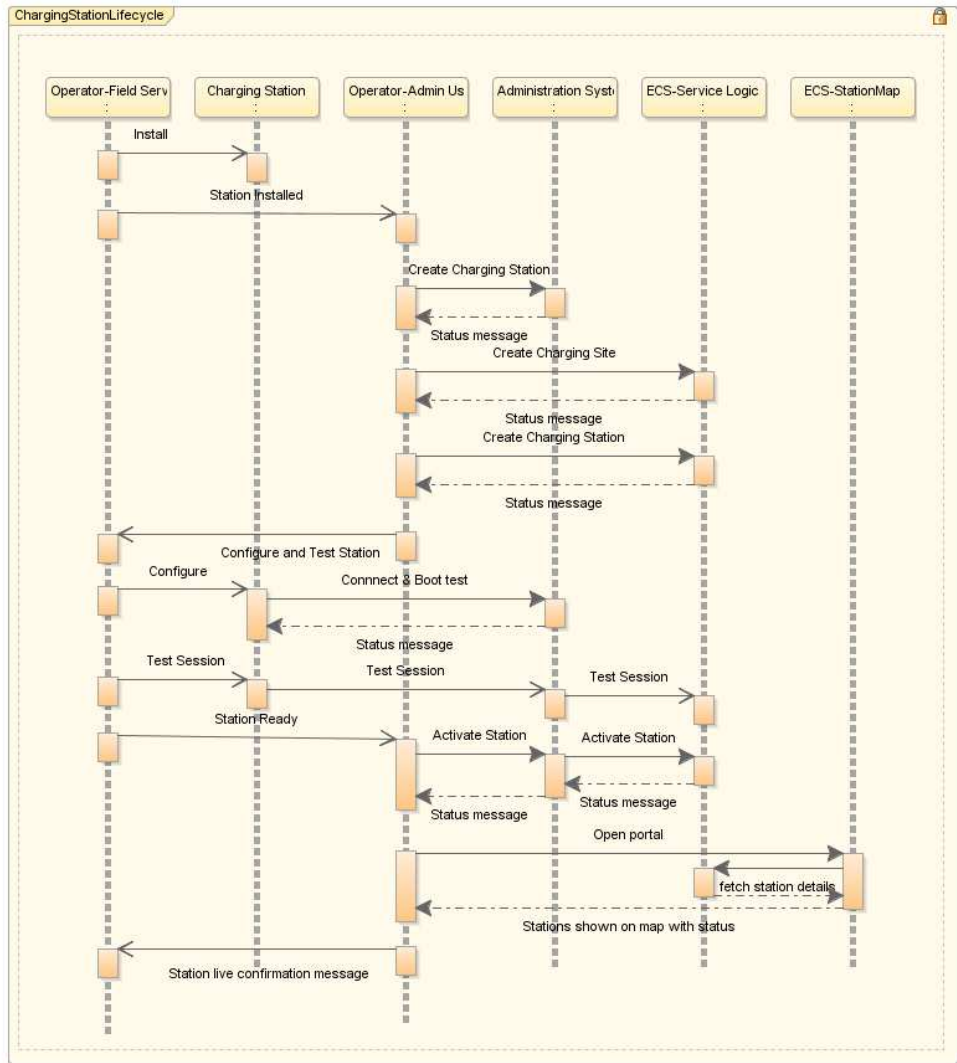 ChargingStationLifecycle
Operator-Field Serv
:
Charging Station
:
Operator-Admin Us
:
Administration Syste
:
ECS-Service Logic
:
ECS-StationMap
:
Install
Station Installed
Create Charging Station
Status message
Create Charging Site
Status message
Create Charging Station
Status message
Configure and Test Station
Configure
Connnect & Boot test
Status message
Test Session
Test Session
Test Session
Station Ready
Activate Station
Activate Station
Status message
Status message
Open portal
fetch station details
Stations shown on map with status
Station live confirmation message